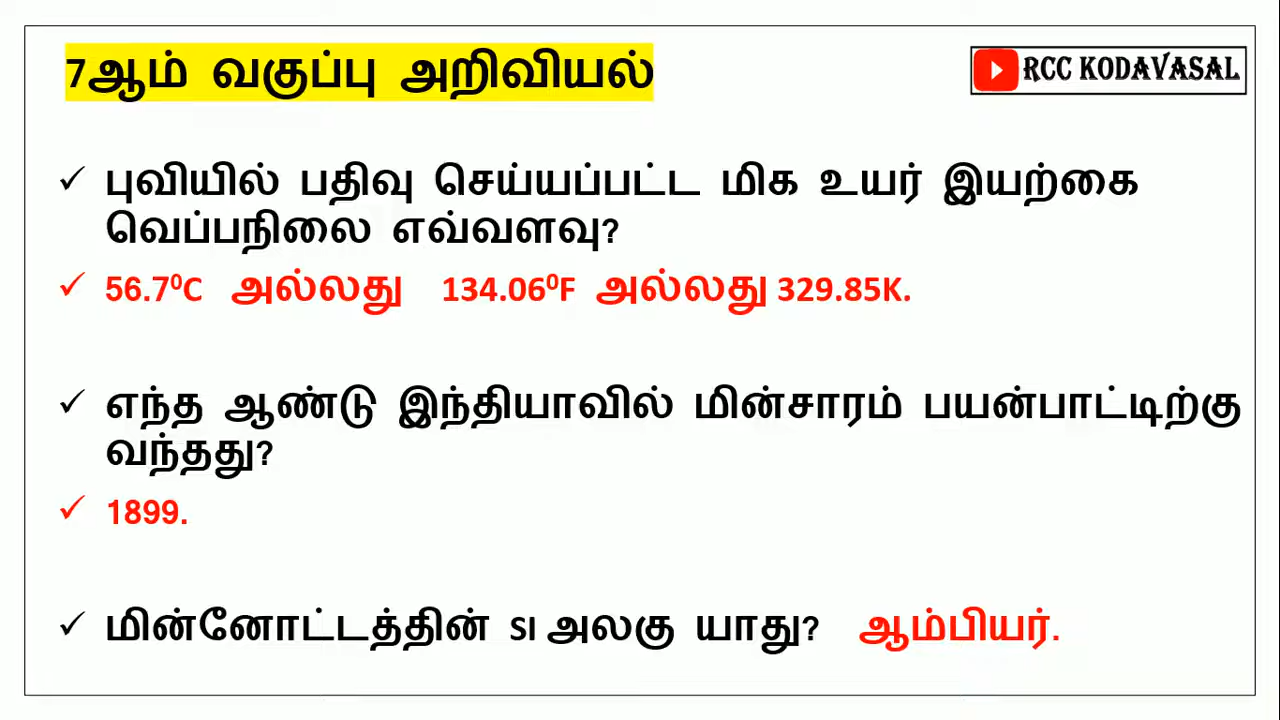 7ஆம் வகுப்பு அறிவியல்
RCC KODAVASAL
✓ புவியில் பதிவு செய்யப்பட்ட மிக உயர் இயற்கை
வெப்பநிலை எவ்வளவு?
✓ 56.7⁰C அல்லது 134.06⁰F அல்லது 329.85K.
✓ எந்த ஆண்டு இந்தியாவில் மின்சாரம் பயன்பாட்டிற்கு
வந்தது?
✓ 1899.
✓ மின்னோட்டத்தின் SI அலகு யாது? ஆம்பியர்.